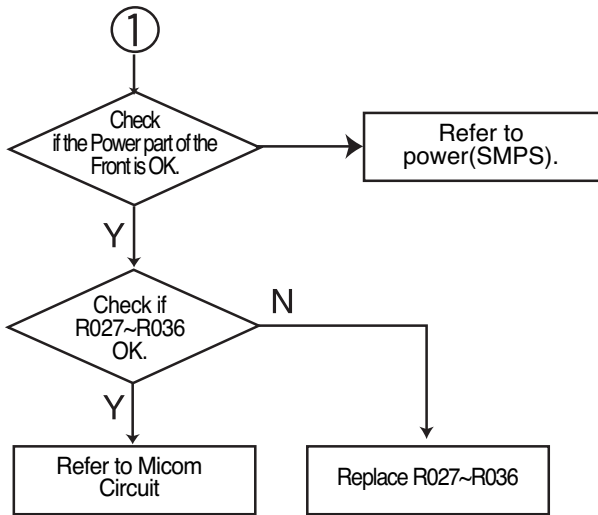 1
Check
if the Power part of the
Front is OK.
Refer to
power(SMPS).
Y
Check if
R027~R036
OK.
N
Y
Refer to Micom
Circuit
Replace R027~R036